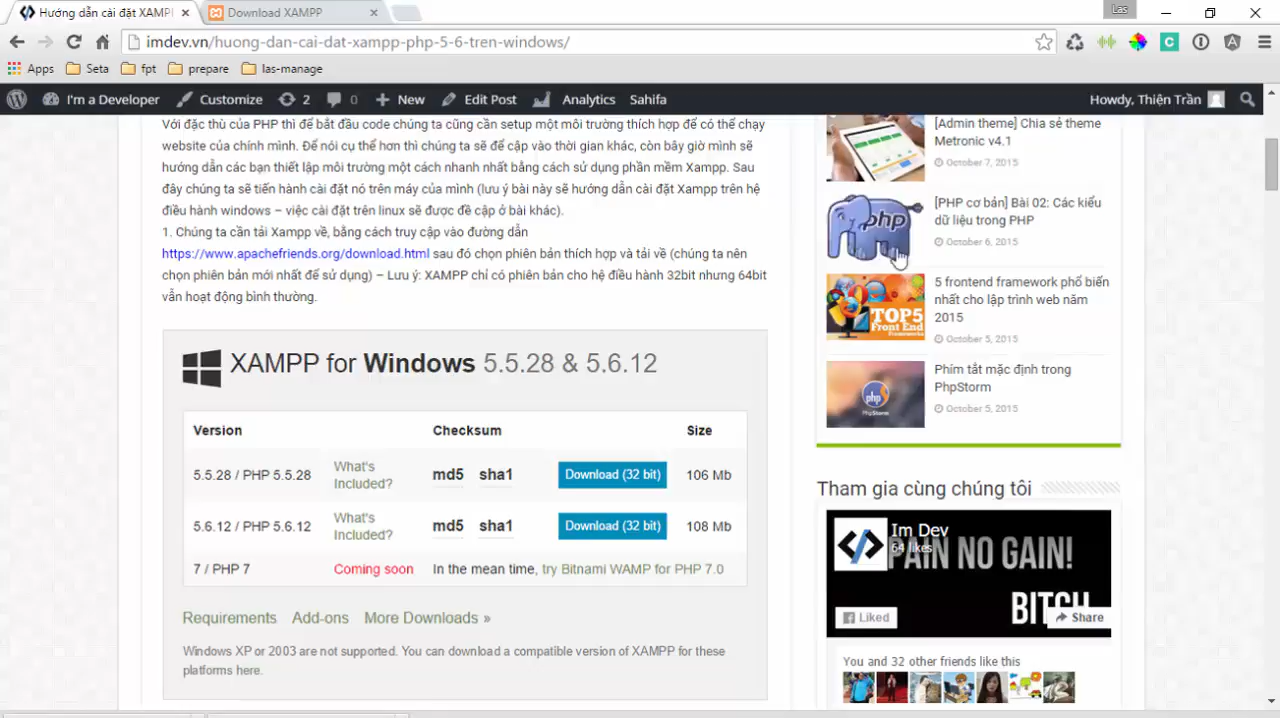 Hướng dẫn cài đặt XAMP
Download XAMPP
Las
imdev.vn/huong-dan-cai-dat-xampp-php-5-6-tren-windows/
Apps
Seta
fpt
prepare
las-manage
I'm a Developer
Customize
2
0
New
Edit Post
Analytics
Sahifa
Howdy, Thiện Trần
Với đặc thù của PHP thì để bắt đầu code chúng ta cũng cần setup một môi trường thích hợp để có thể chạy
website của chính mình. Để nói cụ thể hơn thì chúng ta sẽ đề cập vào thời gian khác, còn bây giờ mình sẽ
hướng dẫn các bạn thiết lập môi trường một cách nhanh nhất bằng cách sử dụng phần mềm Xampp. Sau
đây chúng ta sẽ tiến hành cài đặt nó trên máy của mình (lưu ý bài này sẽ hướng dẫn cài đặt Xampp trên hệ
điều hành windows – việc cài đặt trên linux sẽ được đề cập ở bài khác).
1. Chúng ta cần tải Xampp về, bằng cách truy cập vào đường dẫn
https://www.apachefriends.org/download.html sau đó chọn phiên bản thích hợp và tải về (chúng ta nên
chọn phiên bản mới nhất để sử dụng) – Lưu ý: XAMPP chỉ có phiên bản cho hệ điều hành 32bit nhưng 64bit
vẫn hoạt động bình thường.
XAMPP for Windows 5.5.28 & 5.6.12
Version Checksum Size
5.5.28 / PHP 5.5.28 What's Included? md5 sha1 Download (32 bit) 106 Mb
5.6.12 / PHP 5.6.12 What's Included? md5 sha1 Download (32 bit) 108 Mb
7 / PHP 7 Coming soon In the mean time, try Bitnami WAMP for PHP 7.0
Requirements Add-ons More Downloads »
Windows XP or 2003 are not supported. You can download a compatible version of XAMPP for these
platforms here.
[Admin theme] Chia sẻ theme
Metronic v4.1
October 7, 2015
php
[PHP cơ bản] Bài 02: Các kiểu
dữ liệu trong PHP
October 6, 2015
TOP5
Front End
Frameworks
5 frontend framework phổ biến
nhất cho lập trình web năm
2015
October 5, 2015
php
PhpStorm
Phím tắt mặc định trong
PhpStorm
October 5, 2015
Tham gia cùng chúng tôi
Im Dev
64 likes
PAIN NO GAIN!
BITCH
Liked
Share
You and 32 other friends like this